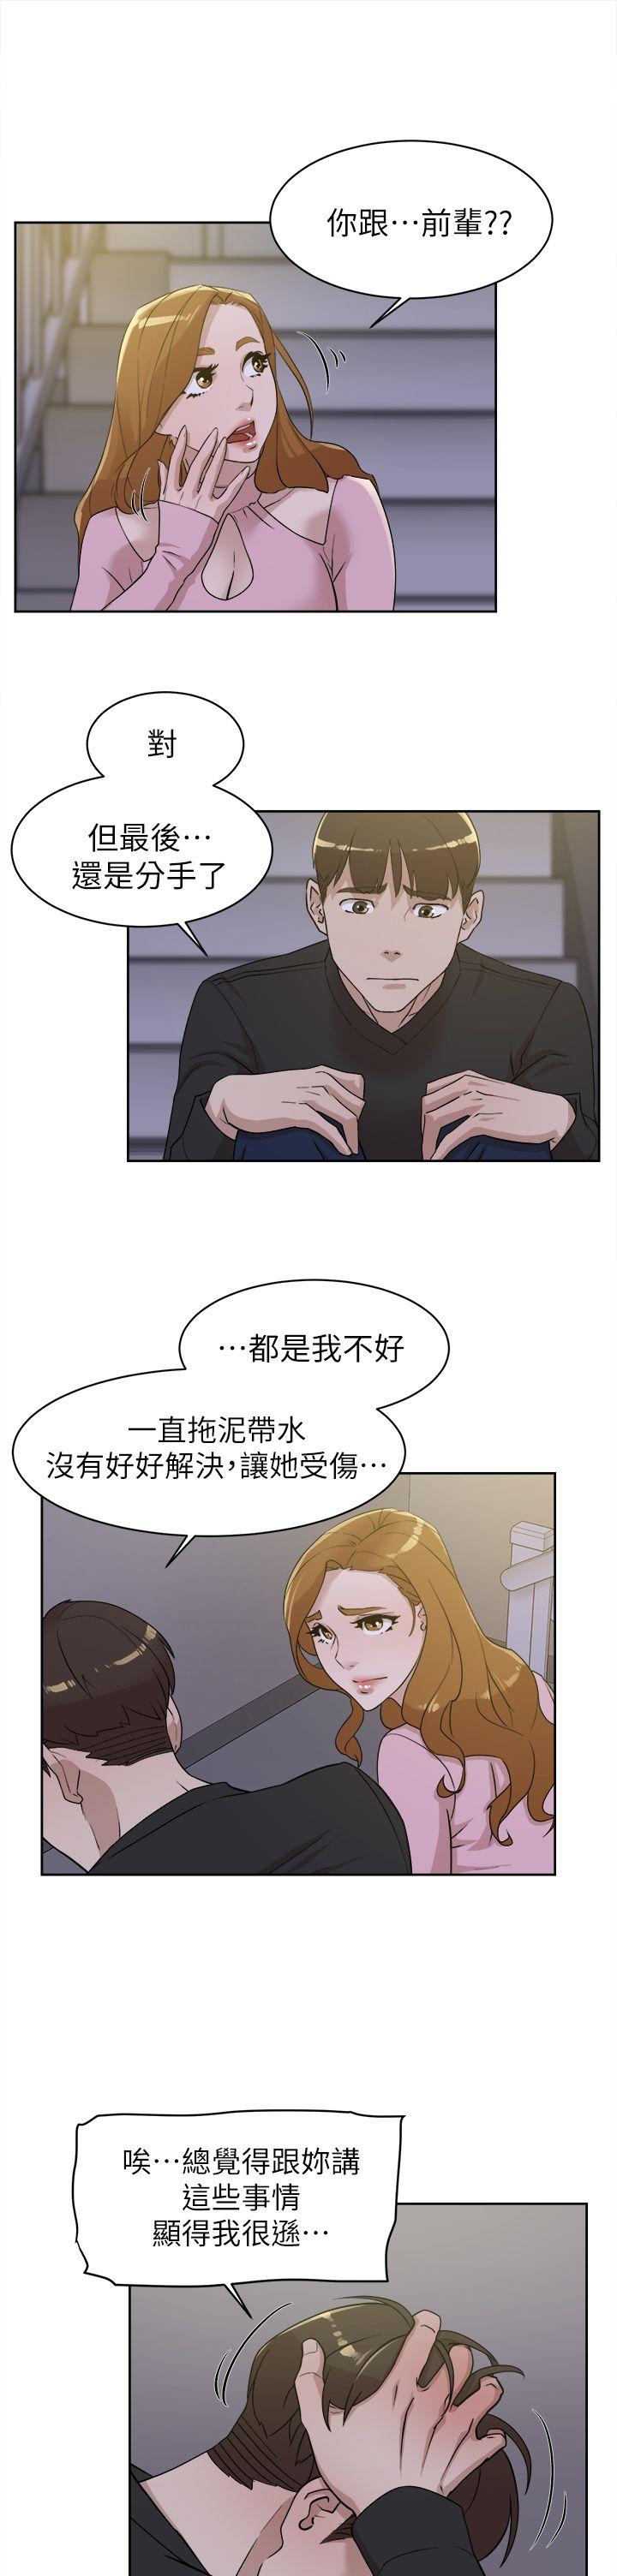 你跟⋯前輩??
對
但最後⋯
還是分手了
⋯都是我不好
一直拖泥帶水
沒有好好解決，讓她受傷⋯
唉⋯總覺得跟妳講
這些事情
顯得我很遜⋯